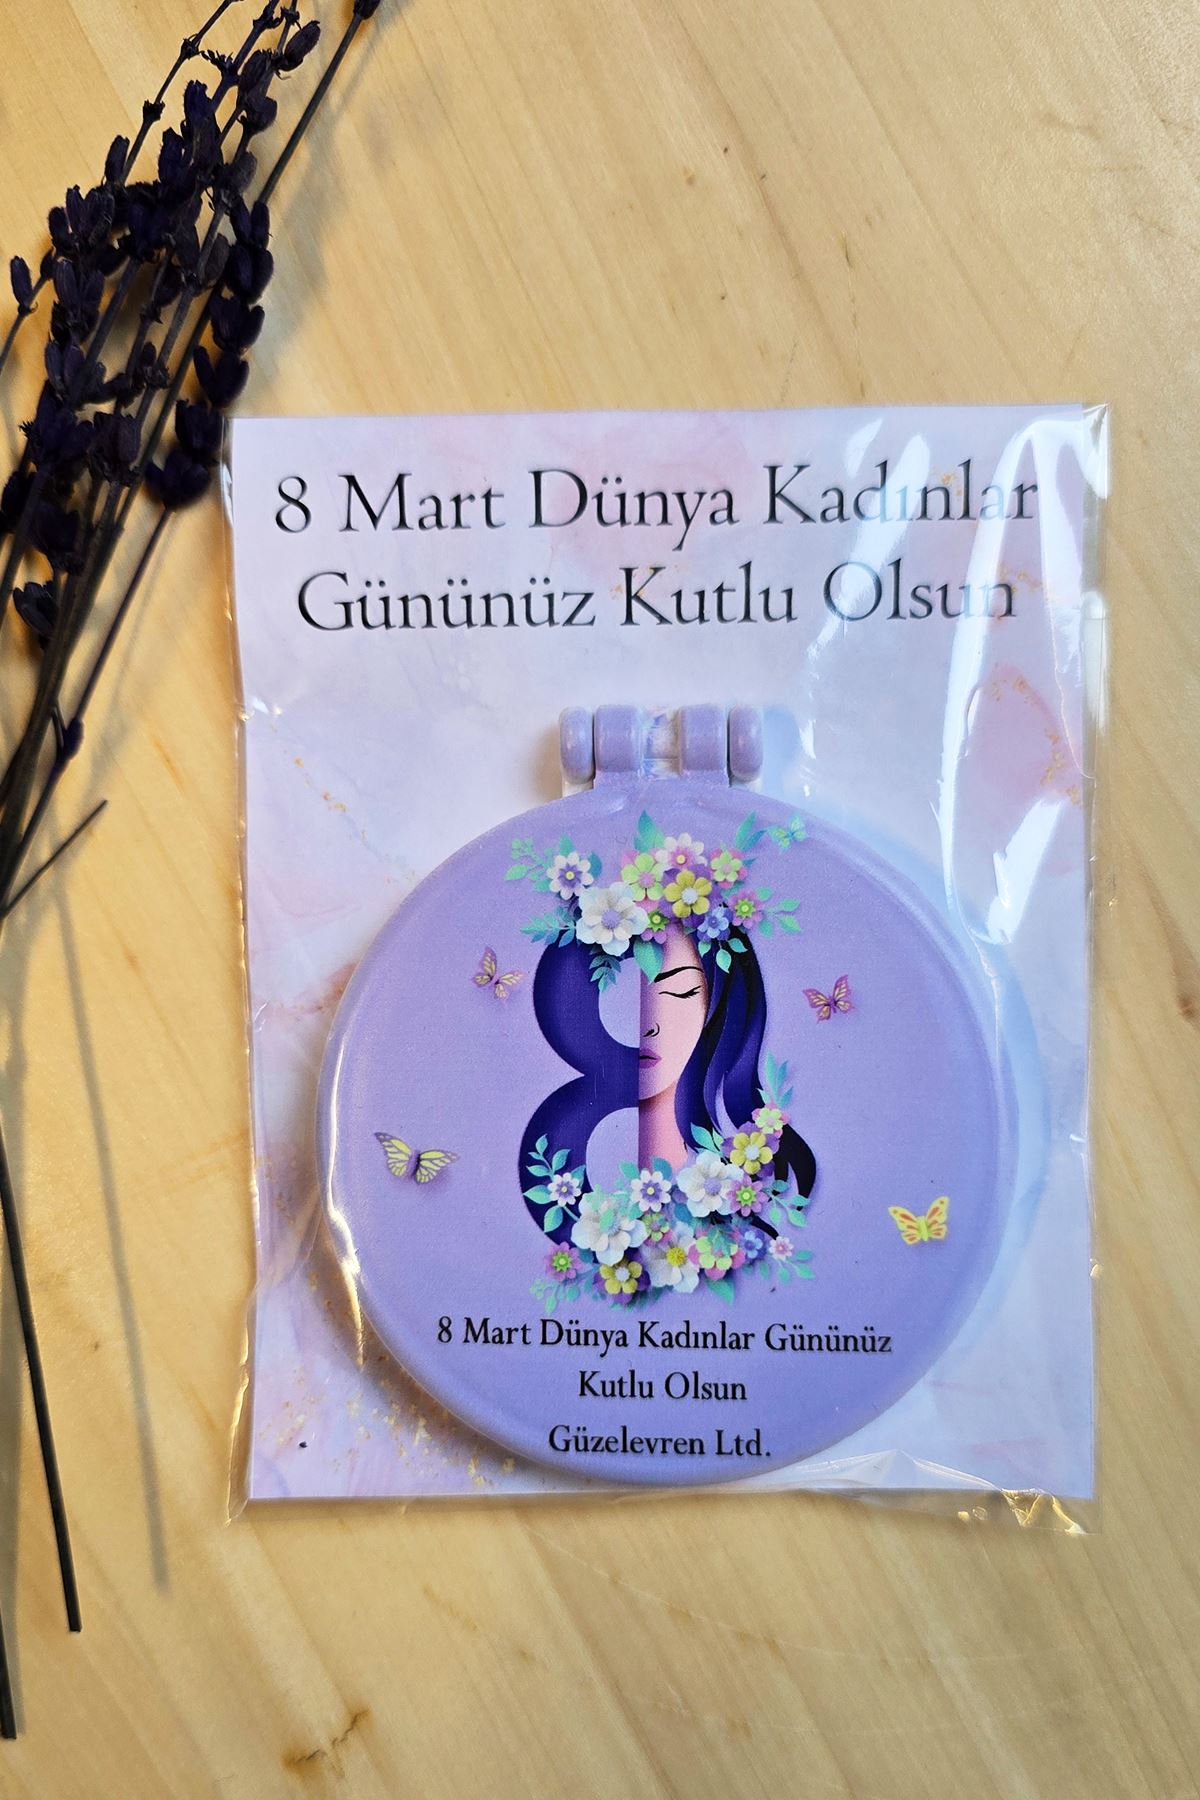 8 Mart Dünya Kadınlar
Gününüz Kutlu Olsun
8 Mart Dünya Kadınlar Gününüz
Kutlu Olsun
Güzelevren Ltd.